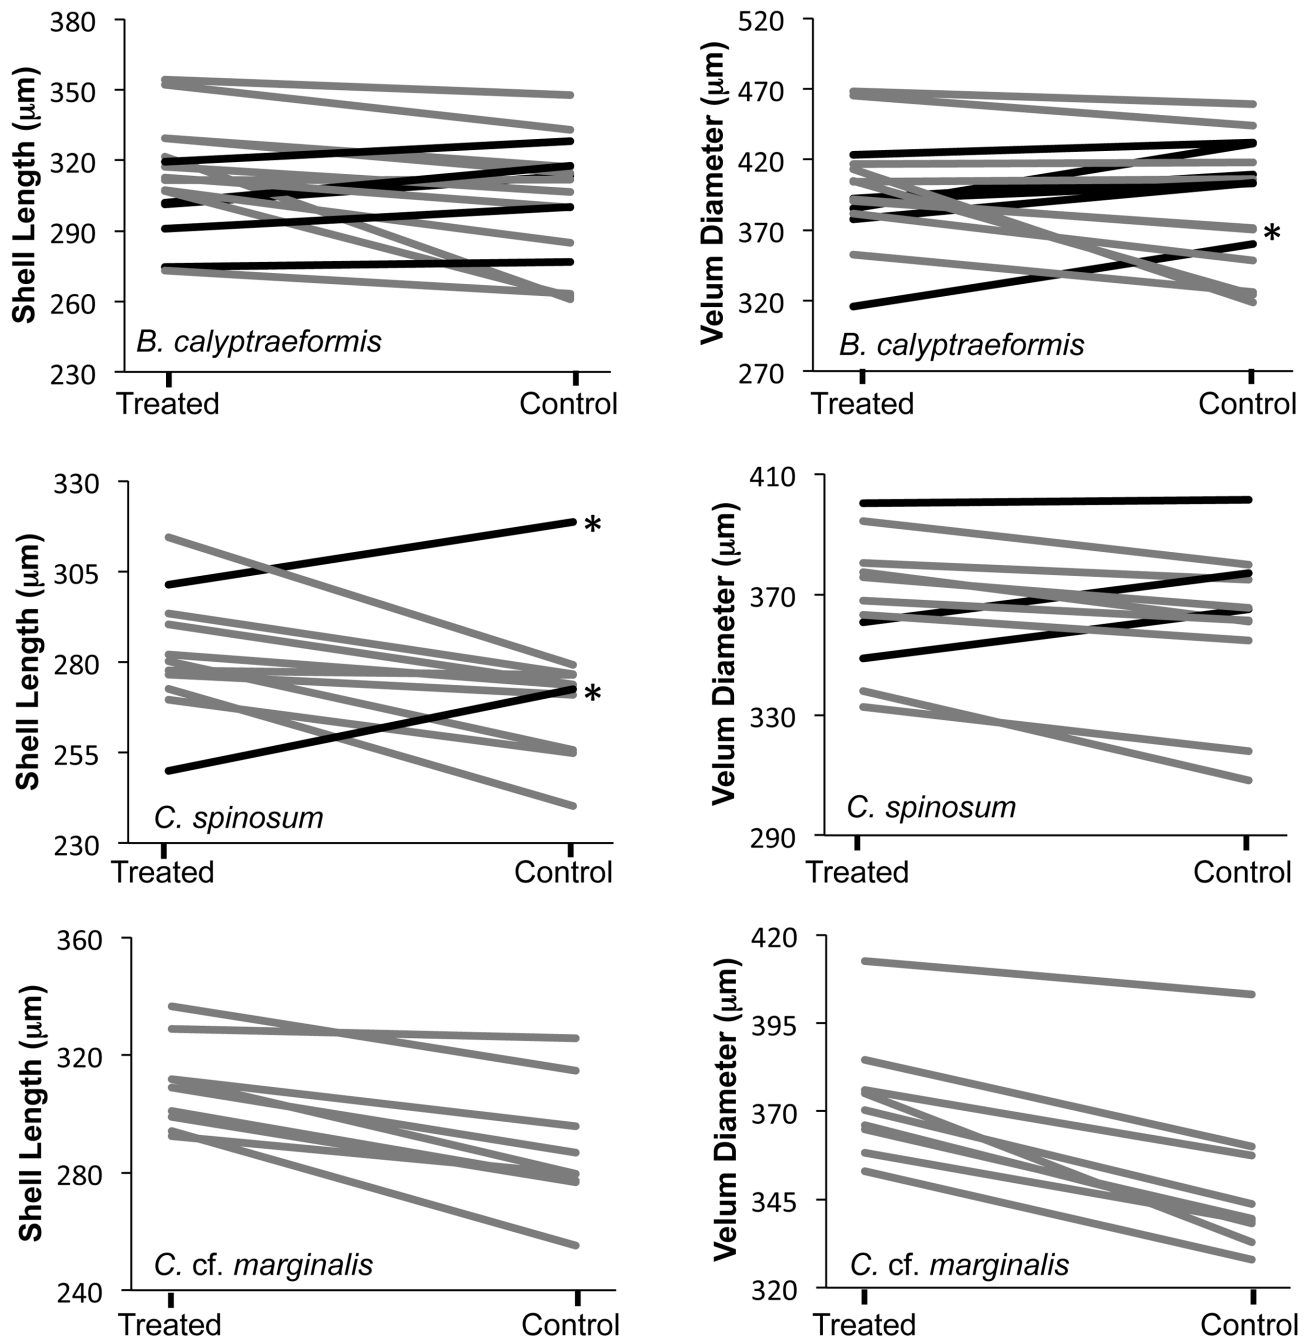 Shell Length (µm)
380
350
320
290
260
230
B. calyptraeformis
Treated
Control
Velum Diameter (µm)
520
470
420
370
320
270
*
B. calyptraeformis
Treated
Control
Shell Length (µm)
330
305
280
255
230
*
*
C. spinosum
Treated
Control
Velum Diameter (µm)
410
370
330
290
C. spinosum
Treated
Control
Shell Length (µm)
360
320
280
240
C. cf. marginalis
Treated
Control
Velum Diameter (µm)
420
395
370
345
320
C. cf. marginalis
Treated
Control